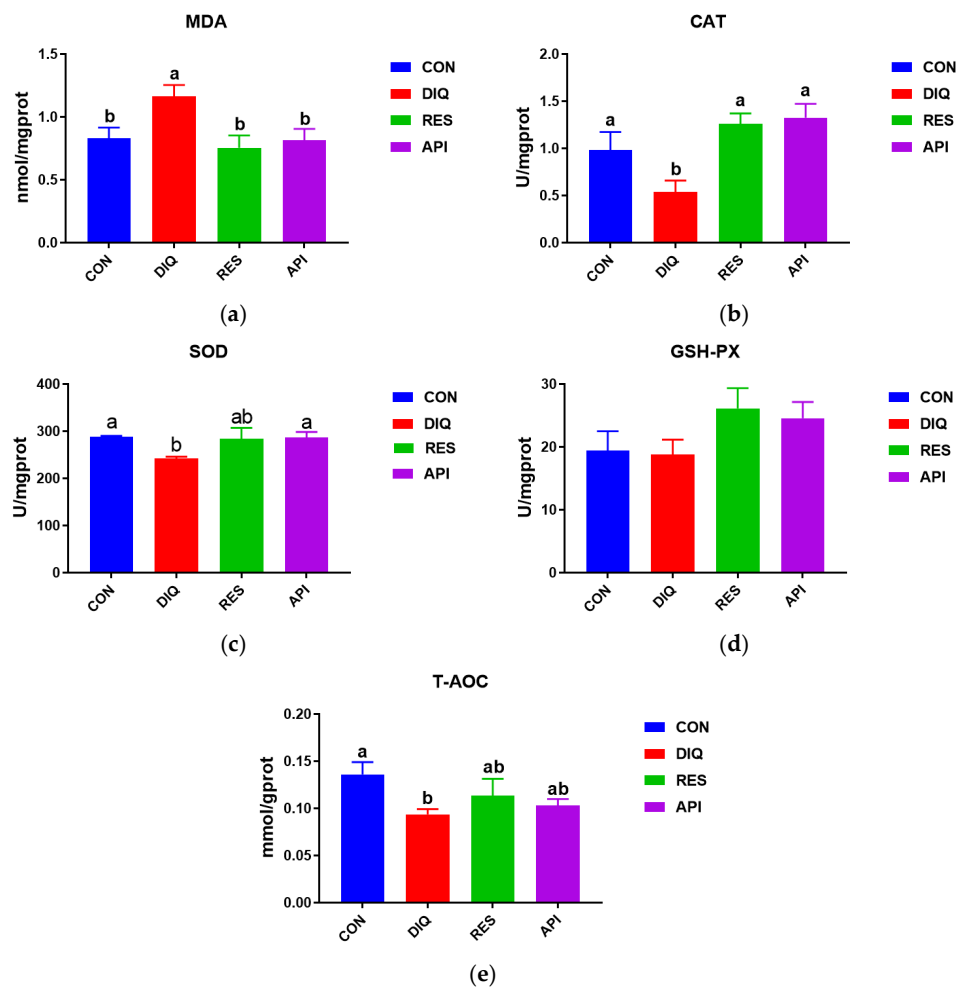 MDA
nmol/mgprot
1.5
1.0
0.5
0.0
b
a
b
b
CON
DIQ
RES
API
CON
DIQ
RES
API
(a)
CAT
U/mgprot
2.0
1.5
1.0
0.5
0.0
a
b
a
a
CON
DIQ
RES
API
CON
DIQ
RES
API
(b)
SOD
U/mgprot
400
300
200
100
0
a
b
ab
a
CON
DIQ
RES
API
CON
DIQ
RES
API
(c)
GSH-PX
U/mgprot
30
20
10
0
CON
DIQ
RES
API
CON
DIQ
RES
API
(d)
T-AOC
mmol/gprot
0.20
0.15
0.10
0.05
0.00
a
b
ab
ab
CON
DIQ
RES
API
CON
DIQ
RES
API
(e)